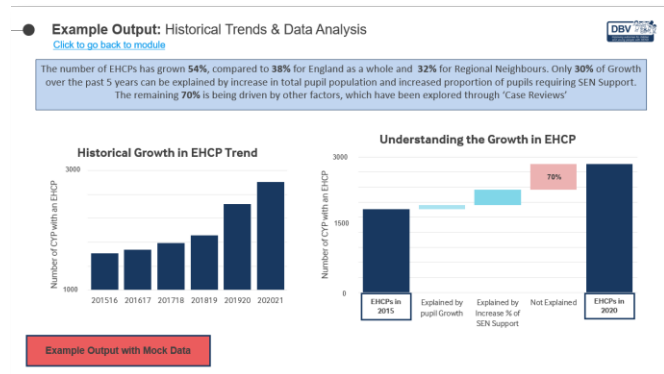 Example Output: Historical Trends & Data Analysis
Click to go back to module
DBV
The number of EHCPs has grown 54%, compared to 38% for England as a whole and 32% for Regional Neighbours. Only 30% of Growth
over the past 5 years can be explained by increase in total pupil population and increased proportion of pupils requiring SEN Support.
The remaining 70% is being driven by other factors, which have been explored through 'Case Reviews'
Historical Growth in EHCP Trend
3000
Number of CYP with an EHCP
1000
201516 201617 201718 201819 201920 202021
Understanding the Growth in EHCP
3000
Number of CYP with an EHCP
1500
0
70%
EHCPs in
2015
Explained by
pupil Growth
Explained by
Increase % of
SEN Support
Not Explained
EHCPs in
2020
Example Output with Mock Data